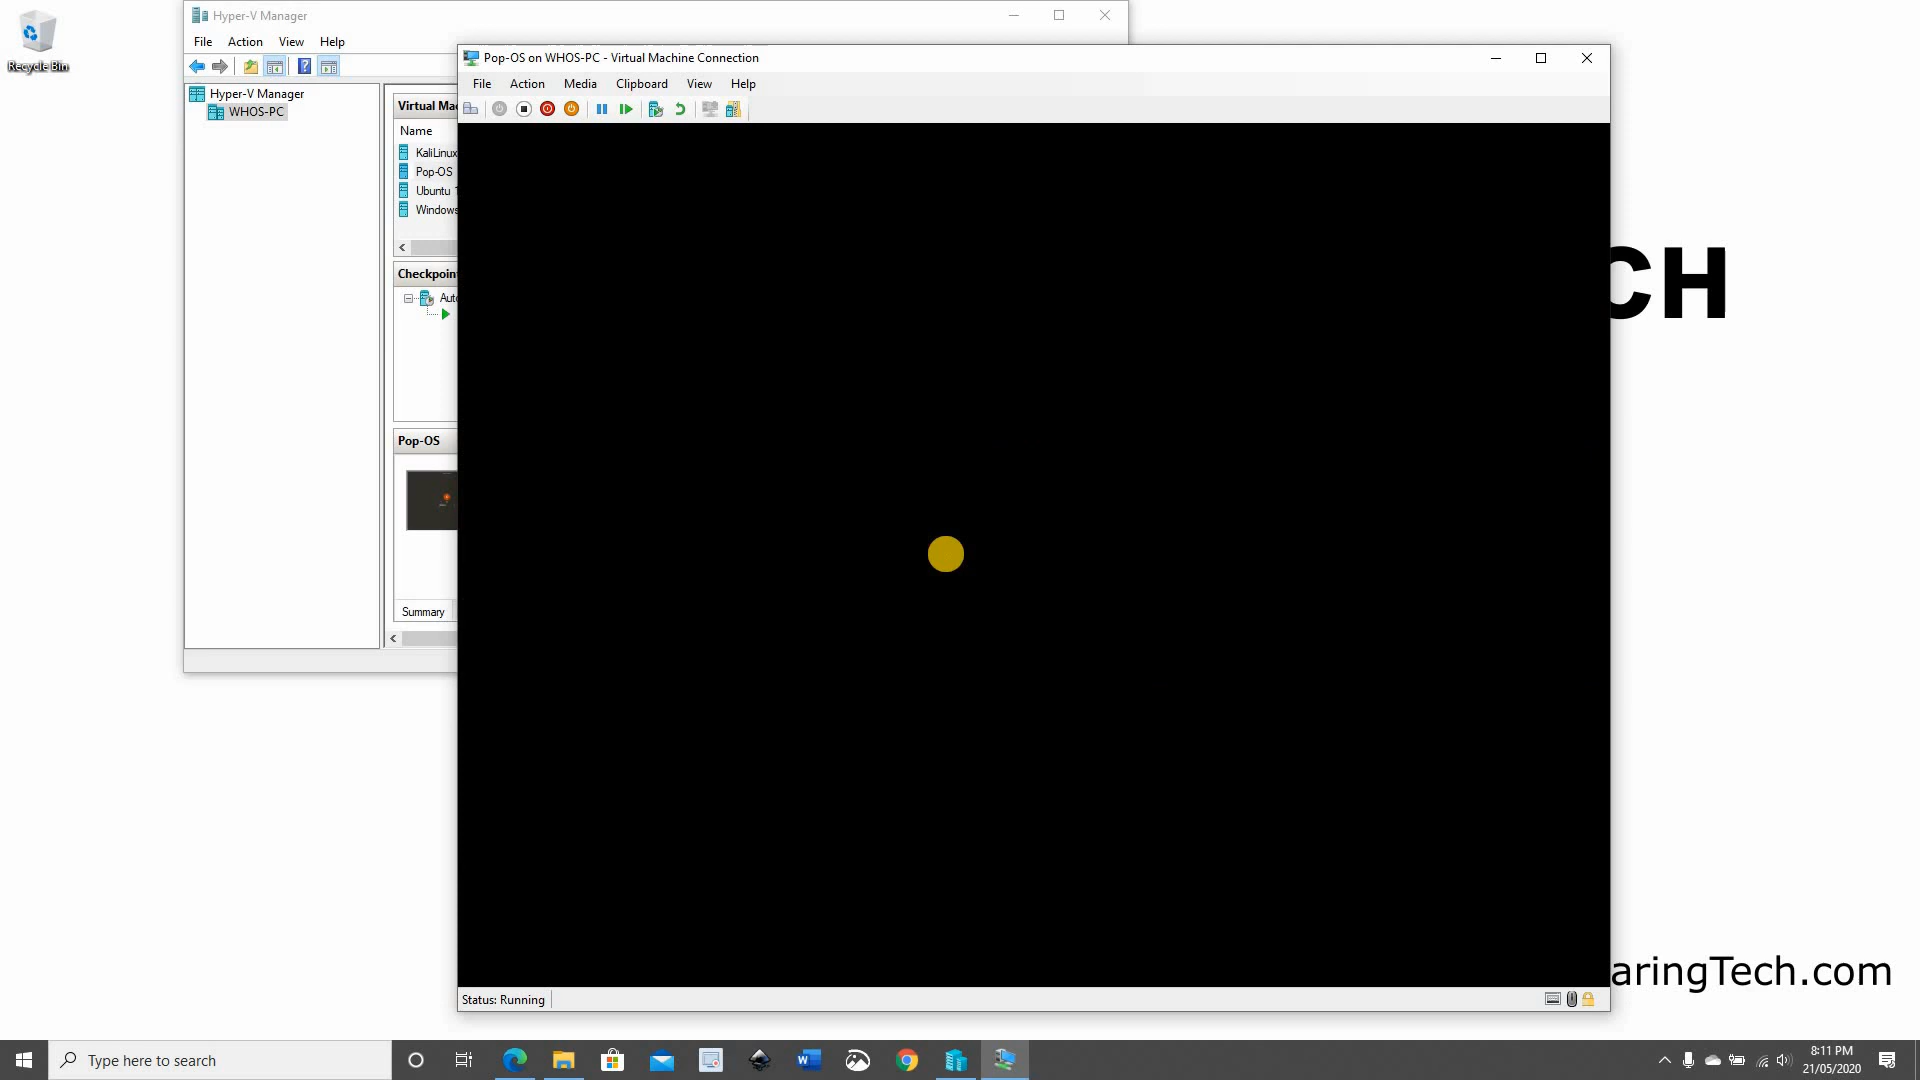 Recycle Bin
Hyper-V Manager
File Action View Help
Hyper-V Manager
WHOS-PC
Virtual Mac
Name
KaliLinux
Pop-OS
Ubuntu 1
Windows
Checkpoin
Auto
Pop-OS
Summary
Pop-OS on WHOS-PC - Virtual Machine Connection
File Action Media Clipboard View Help
Status: Running
CH
aringTech.com
Type here to search
8:11 PM
21/05/2020